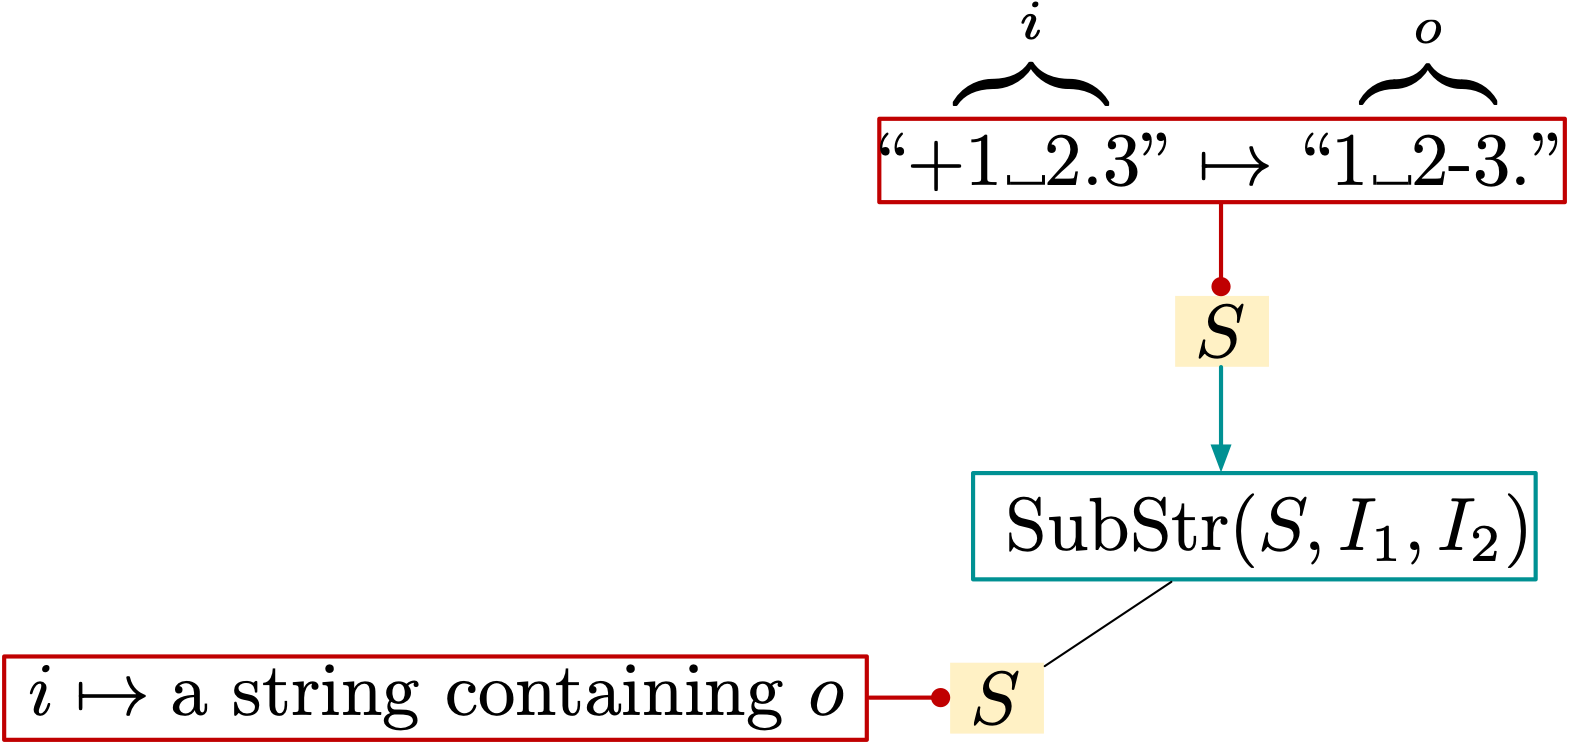 i o
“+1␣2.3” ↦ “1␣2-3.”
S
SubStr(S, I₁, I₂)
i ↦ a string containing o S